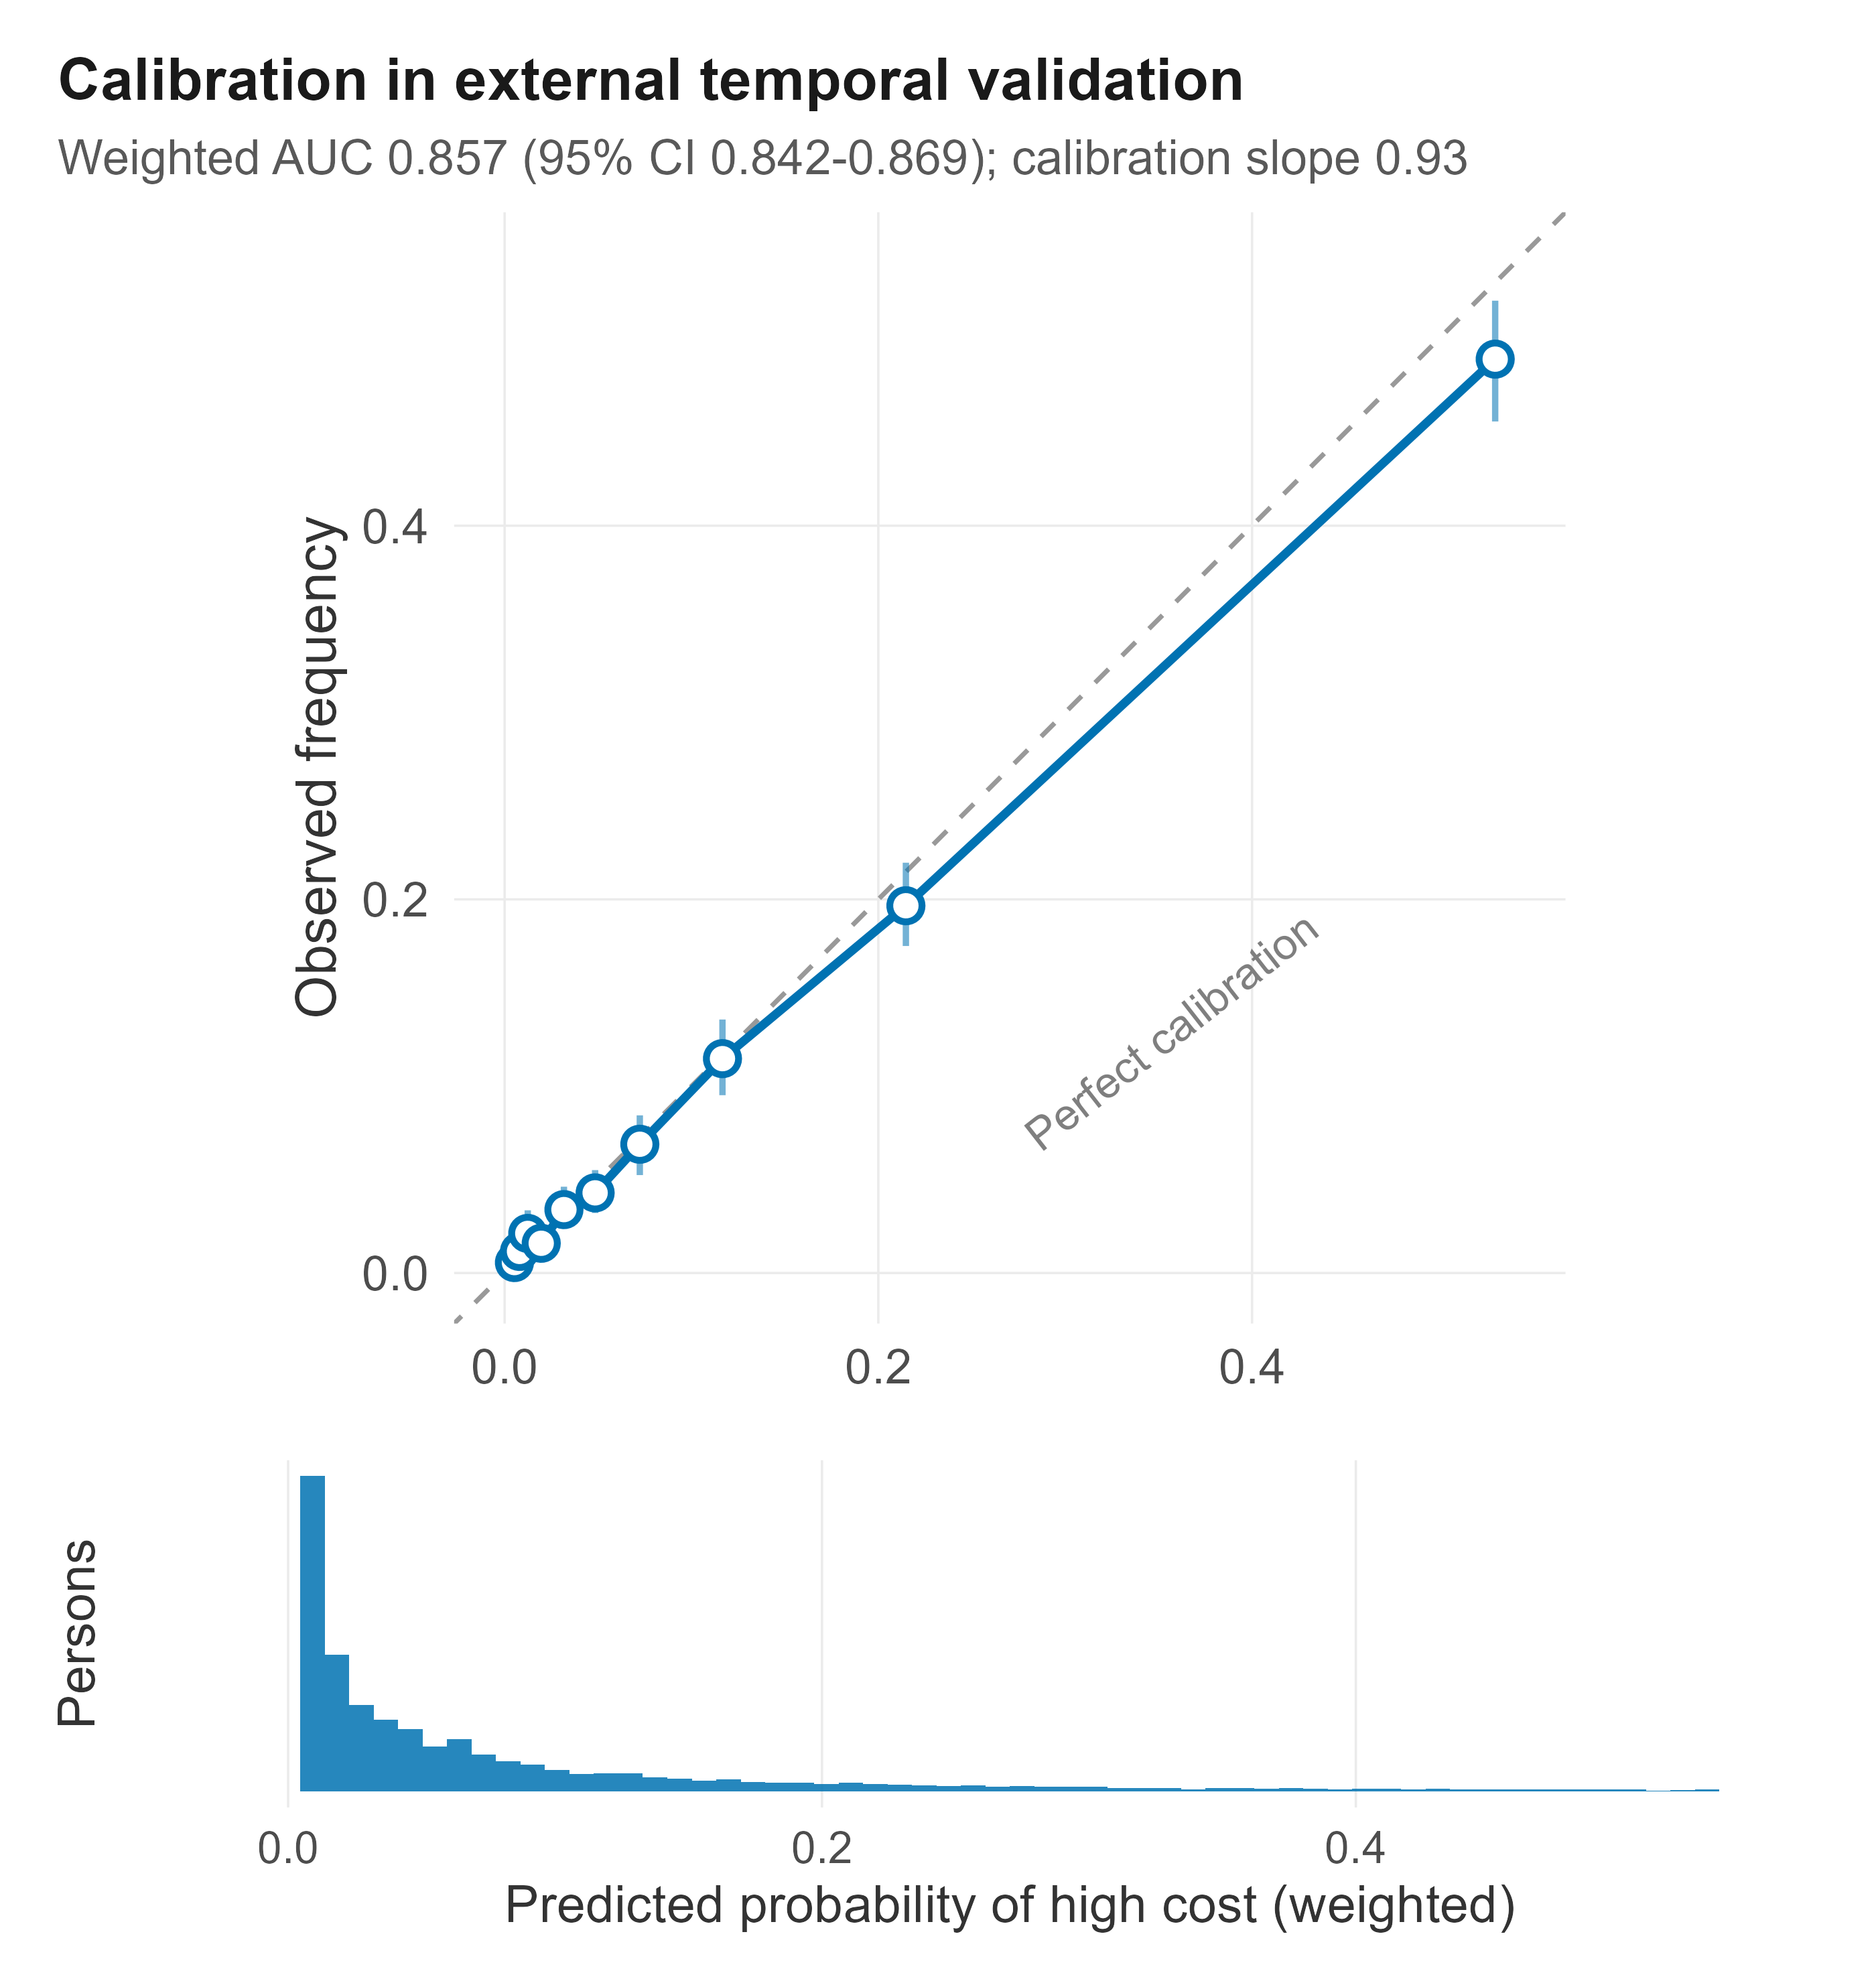 Calibration in external temporal validation
Weighted AUC 0.857 (95% CI 0.842-0.869); calibration slope 0.93
Observed frequency
0.4
0.2
0.0
Perfect calibration
0.0 0.2 0.4
Persons
0.0 0.2 0.4
Predicted probability of high cost (weighted)